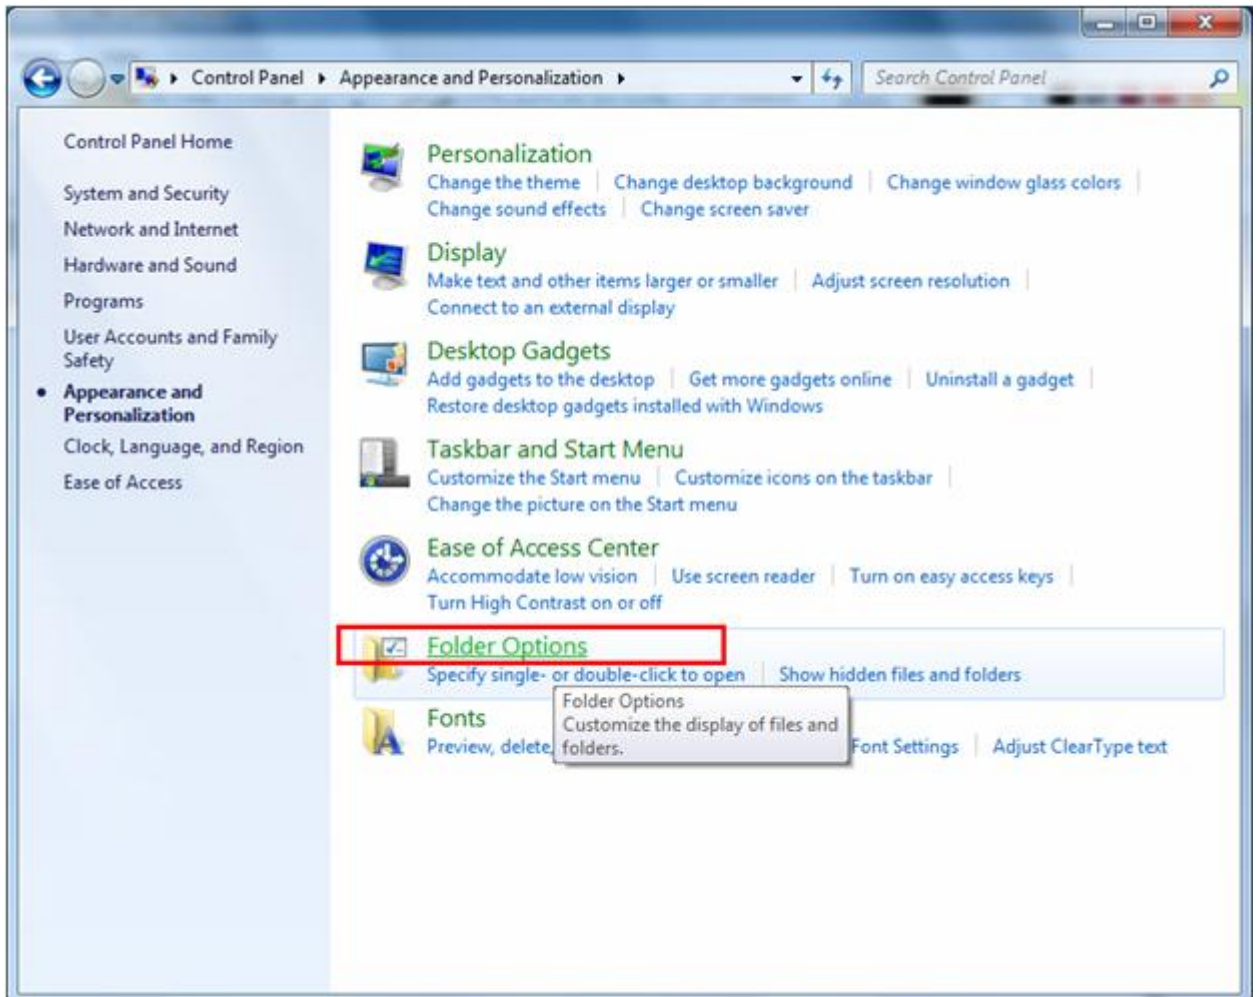 Control Panel Appearance and Personalization
Search Control Panel
Control Panel Home
System and Security
Network and Internet
Hardware and Sound
Programs
User Accounts and Family
Safety
Appearance and
Personalization
Clock, Language, and Region
Ease of Access
Personalization
Change the theme Change desktop background Change window glass colors
Change sound effects Change screen saver
Display
Make text and other items larger or smaller Adjust screen resolution
Connect to an external display
Desktop Gadgets
Add gadgets to the desktop Get more gadgets online Uninstall a gadget
Restore desktop gadgets installed with Windows
Taskbar and Start Menu
Customize the Start menu Customize icons on the taskbar
Change the picture on the Start menu
Ease of Access Center
Accommodate low vision Use screen reader Turn on easy access keys
Turn High Contrast on or off
Folder Options
Specify single- or double-click to open Show hidden files and folders
Folder Options
Customize the display of files and
folders.
Fonts
Preview, delete, Font Settings Adjust ClearType text